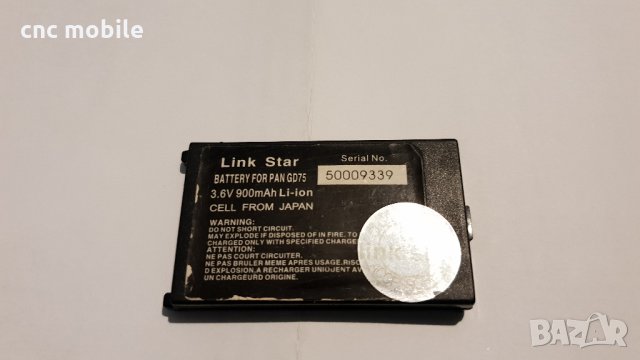 cnc mobile
Link Star
Serial No.
BATTERY FOR PAN GD75
50009339
3.6V 900mAh Li-ion
CELL FROM JAPAN
WARNING:
DO NOT SHORT CIRCUIT.
MAY EXPLODE IF DISPOSED OF IN FIRE, TO
CHARGED ONLY WITH SPECIFIED CHARGE
ATTENTION:
NE PAS COURT CIRCUITER.
NE PAS BRULER MEME APRES USAGE.
D EXPLOSION, A RECHARGER
UN CHARGEURD ORIGINE.
BAZAR
bg